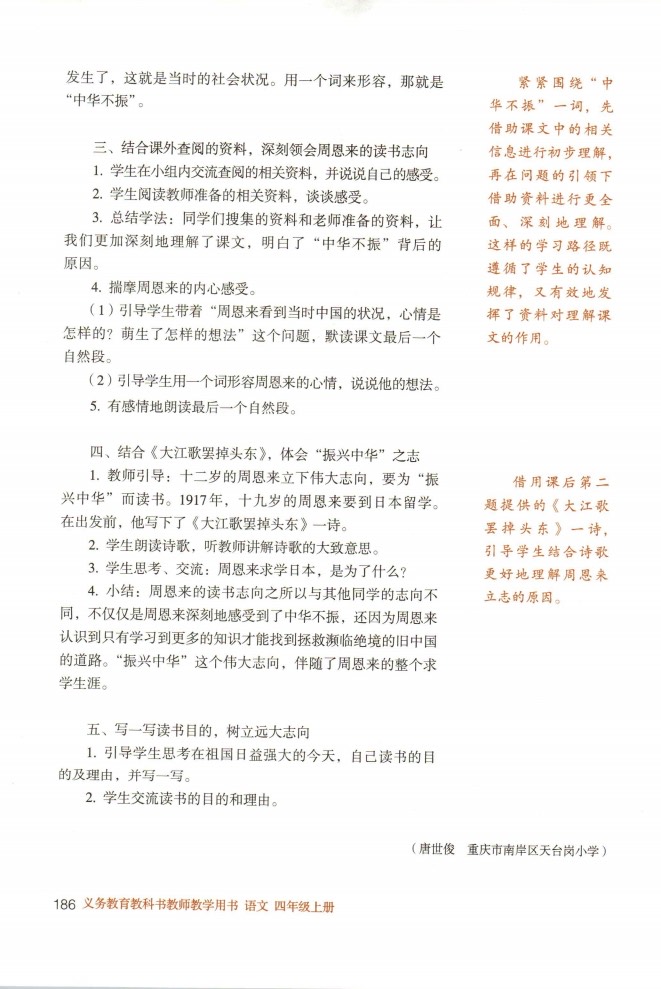 发生了，这就是当时的社会状况。用一个词来形容，那就是
“中华不振”。
三、结合课外查阅的资料，深刻领会周恩来的读书志向
1. 学生在小组内交流查阅的相关资料，并说说自己的感受。
2. 学生阅读教师准备的相关资料，谈谈感受。
3. 总结学法：同学们搜集的资料和老师准备的资料，让
我们更加深刻地理解了课文，明白了“中华不振”背后的
原因。
4. 揣摩周恩来的内心感受。
（1）引导学生带着“周恩来看到当时中国的状况，心情是
怎样的？萌生了怎样的想法”这个问题，默读课文最后一个
自然段。
（2）引导学生用一个词形容周恩来的心情，说说他的想法。
5. 有感情地朗读最后一个自然段。
四、结合《大江歌罢掉头东》，体会“振兴中华”之志
1. 教师引导：十二岁的周恩来立下伟大志向，要为“振
兴中华”而读书。1917年，十九岁的周恩来要到日本留学。
在出发前，他写下了《大江歌罢掉头东》一诗。
2. 学生朗读诗歌，听教师讲解诗歌的大致意思。
3. 学生思考、交流：周恩来求学日本，是为了什么？
4. 小结：周恩来的读书志向之所以与其他同学的志向不
同，不仅仅是周恩来深刻地感受到了中华不振，还因为周恩来
认识到只有学习到更多的知识才能找到拯救濒临绝境的旧中国
的道路。“振兴中华”这个伟大志向，伴随了周恩来的整个求
学生涯。
五、写一写读书目的，树立远大志向
1. 引导学生思考在祖国日益强大的今天，自己读书的目
的及理由，并写一写。
2. 学生交流读书的目的和理由。
（唐世俊　重庆市南岸区天台岗小学）
紧紧围绕“中
华不振”一词，先
借助课文中的相关
信息进行初步理解，
再在问题的引领下
借助资料进行更全
面、深刻地理解。
这样的学习路径既
遵循了学生的认知
规律，又有效地发
挥了资料对理解课
文的作用。
借用课后第二
题提供的《大江歌
罢掉头东》一诗，
引导学生结合诗歌
更好地理解周恩来
立志的原因。
186 义务教育教科书教师教学用书 语文 四年级上册